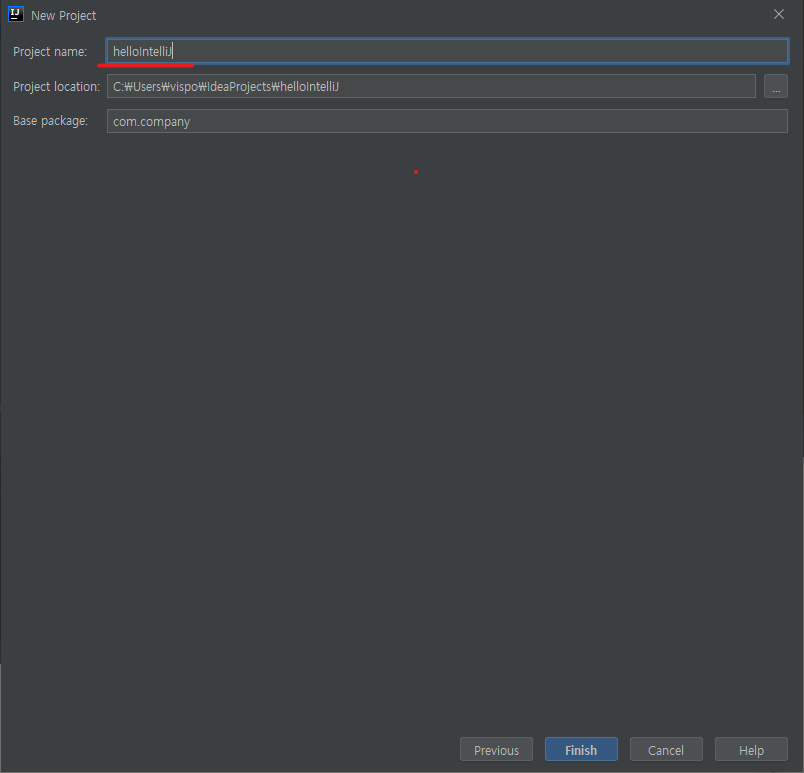 IJ New Project
Project name: helloIntelliJ
Project location: C:₩Users₩vispo₩IdeaProjects₩helloIntelliJ ...
Base package: com.company
Previous Finish Cancel Help